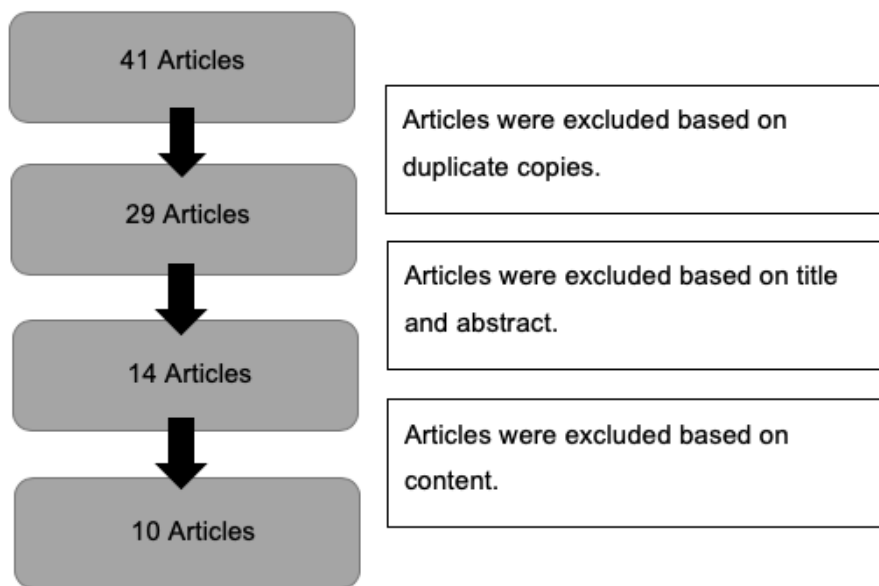 41 Articles
Articles were excluded based on
duplicate copies.
29 Articles
Articles were excluded based on title
and abstract.
14 Articles
Articles were excluded based on
content.
10 Articles